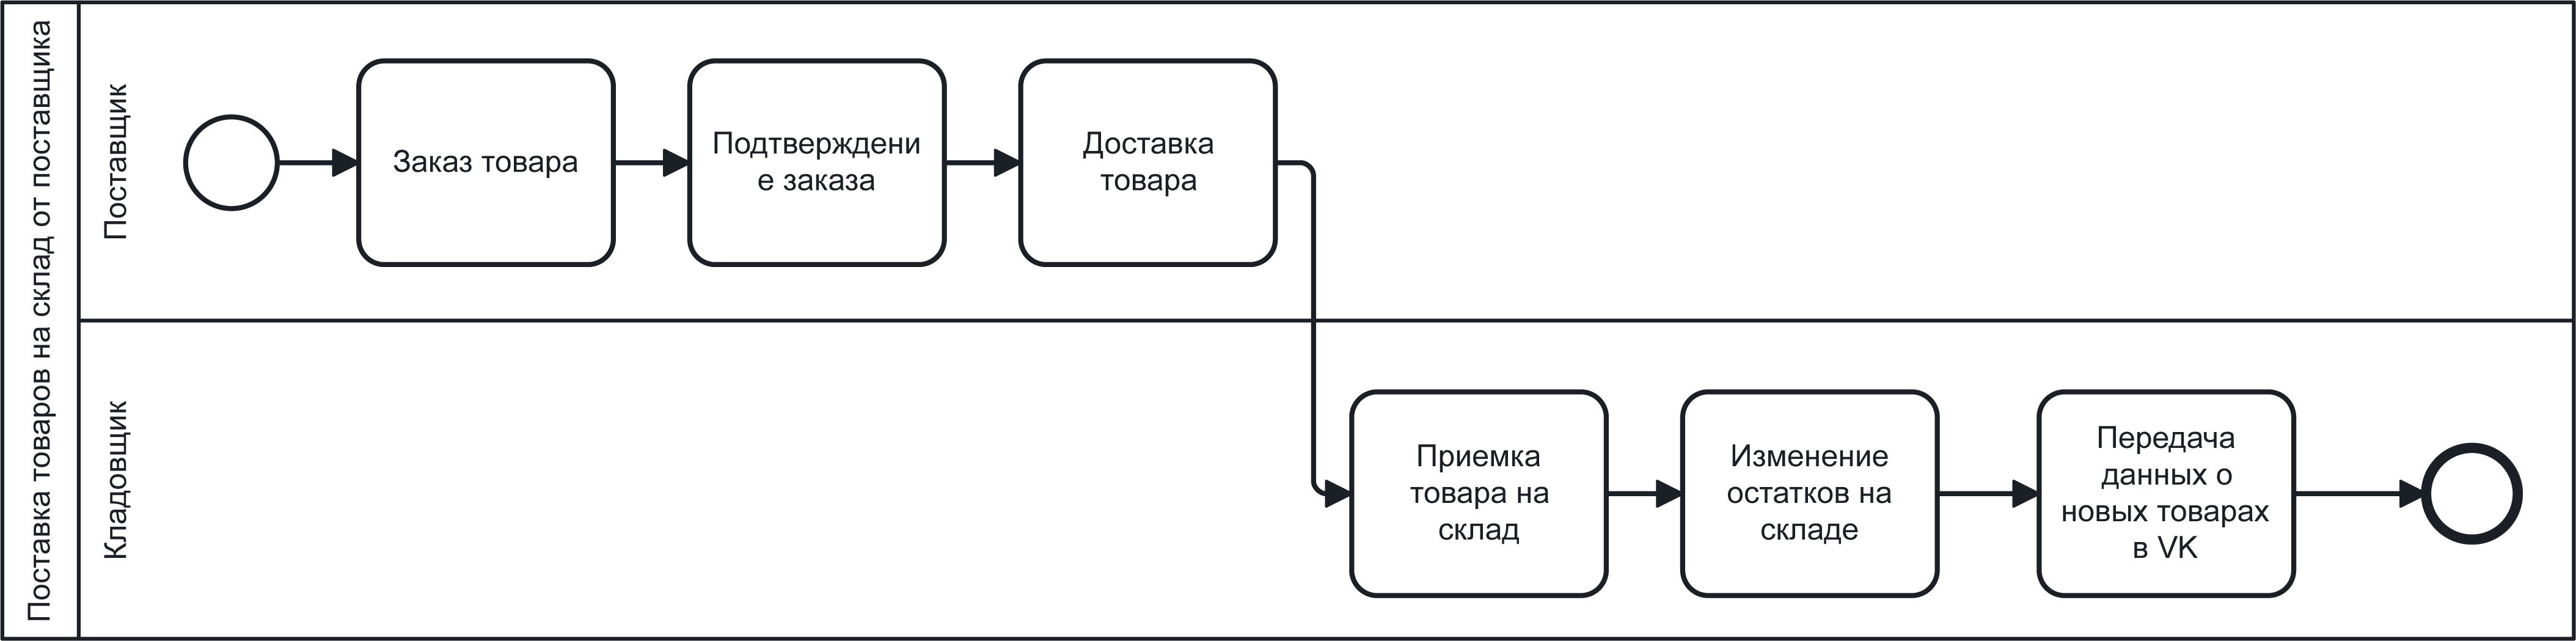 Поставка товаров на склад от поставщика
Поставщик
Заказ товара
Подтверждени
е заказа
Доставка
товара
Кладовщик
Приемка
товара на
склад
Изменение
остатков на
складе
Передача
данных о
новых товарах
в VK